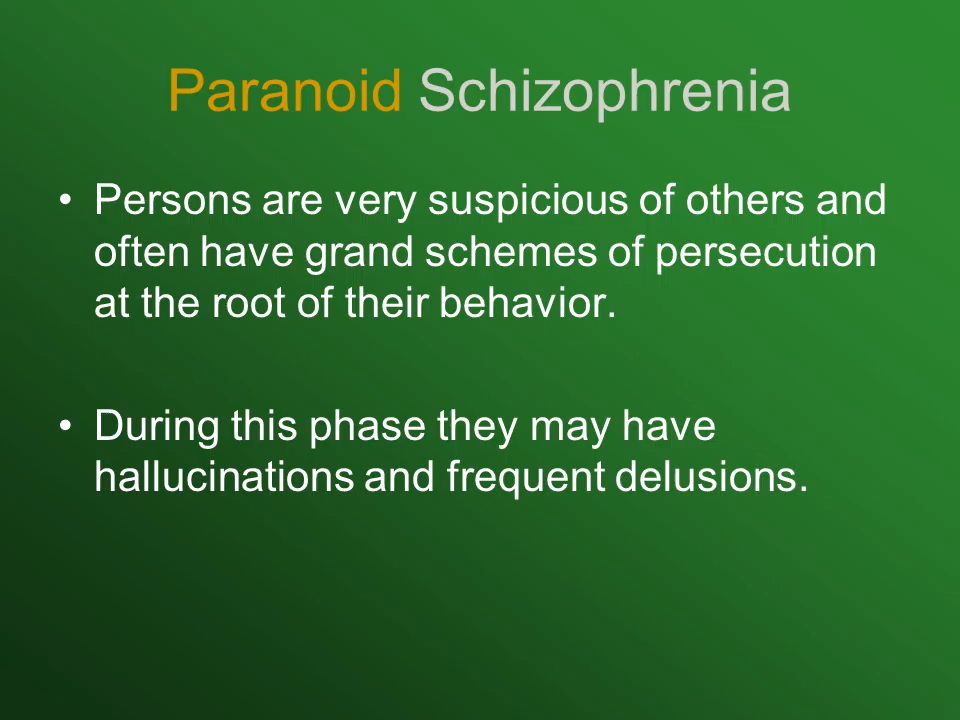 Paranoid Schizophrenia
• Persons are very suspicious of others and
often have grand schemes of persecution
at the root of their behavior.
• During this phase they may have
hallucinations and frequent delusions.